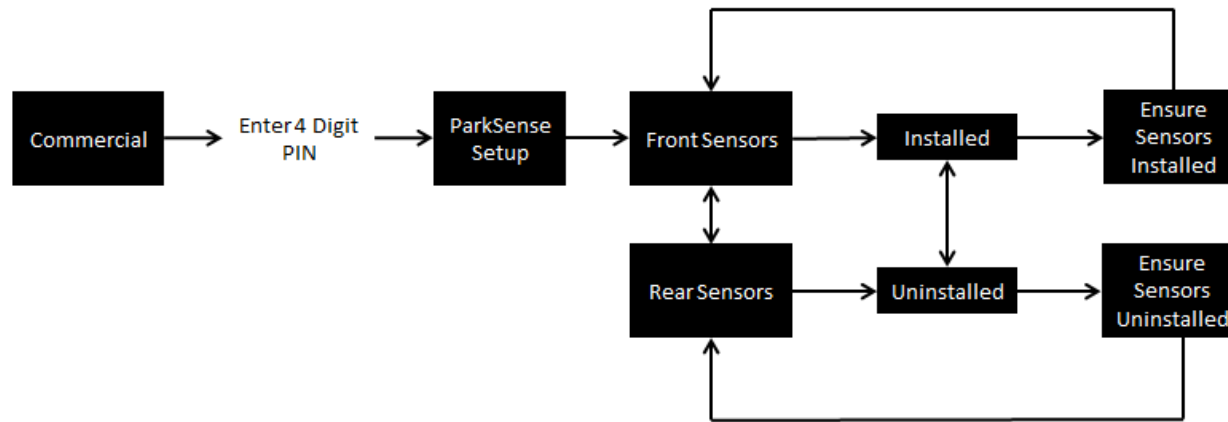 Commercial
Enter 4 Digit
PIN
ParkSense
Setup
Front Sensors
Installed
Ensure
Sensors
Installed
Rear Sensors
Uninstalled
Ensure
Sensors
Uninstalled